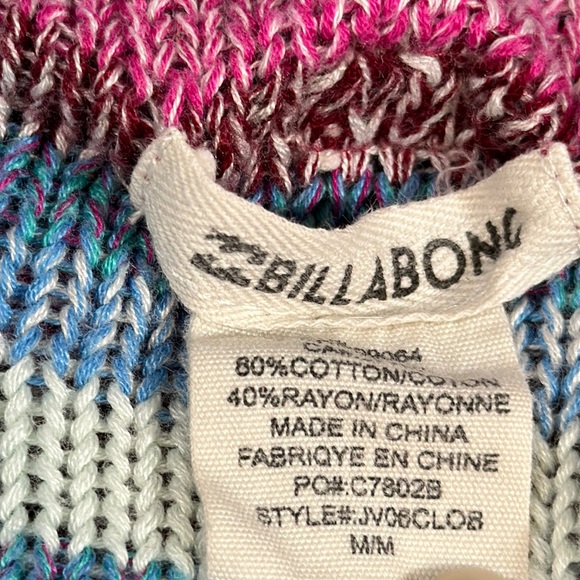 BILLABONG
60%COTTON/COTON
40%RAYON/RAYONNE
MADE IN CHINA
FABRIQYE EN CHINE
PO#:C7802B
STYLE#:JV06CLOB
M/M